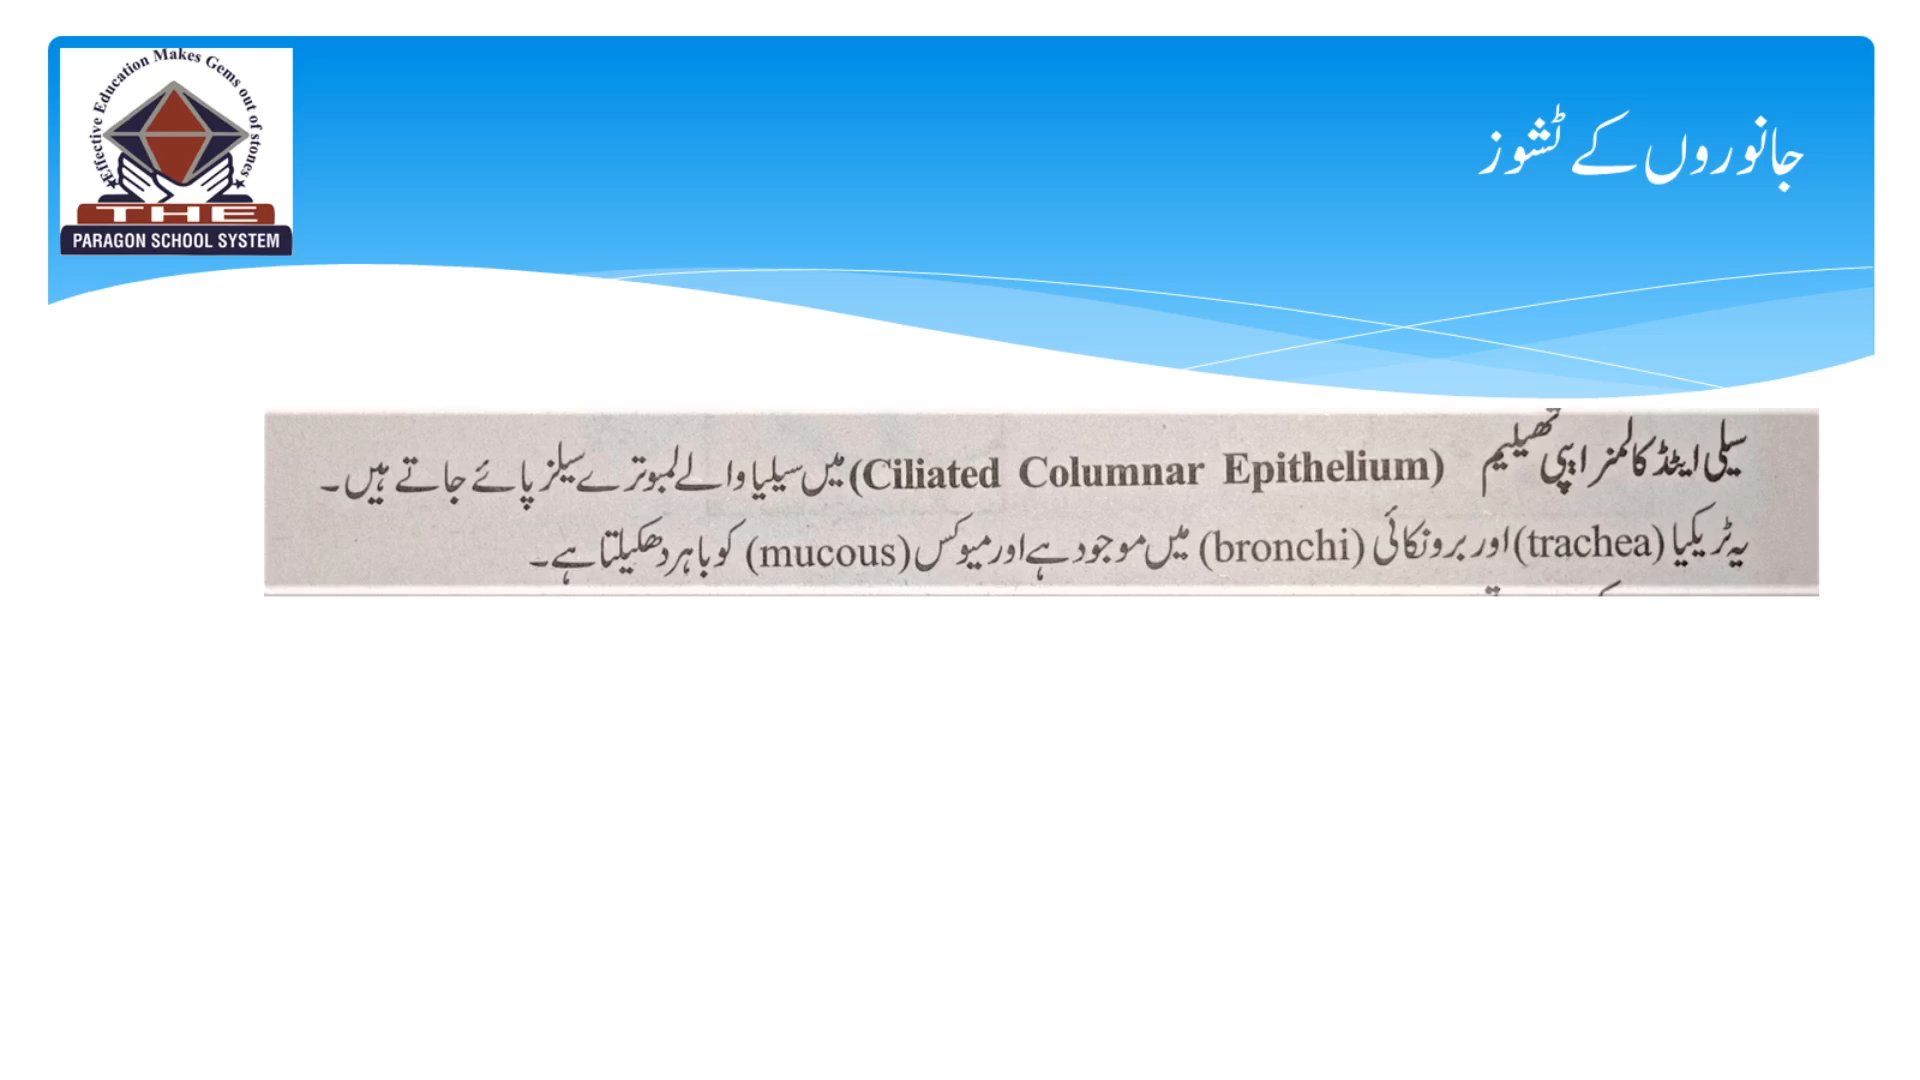 Effective Education Makes Gems out of stones
THE
PARAGON SCHOOL SYSTEM
جانوروں کے ٹشوز
سیلی ایٹڈ کالمنر اپی تھیلیم (Ciliated Columnar Epithelium) میں سیلیا والے لمبوترے سیلز پائے جاتے ہیں۔
یہ ٹریکیا (trachea) اور برونکائی (bronchi) میں موجود ہے اور میوکس (mucous) کو باہر دھکیلتا ہے۔